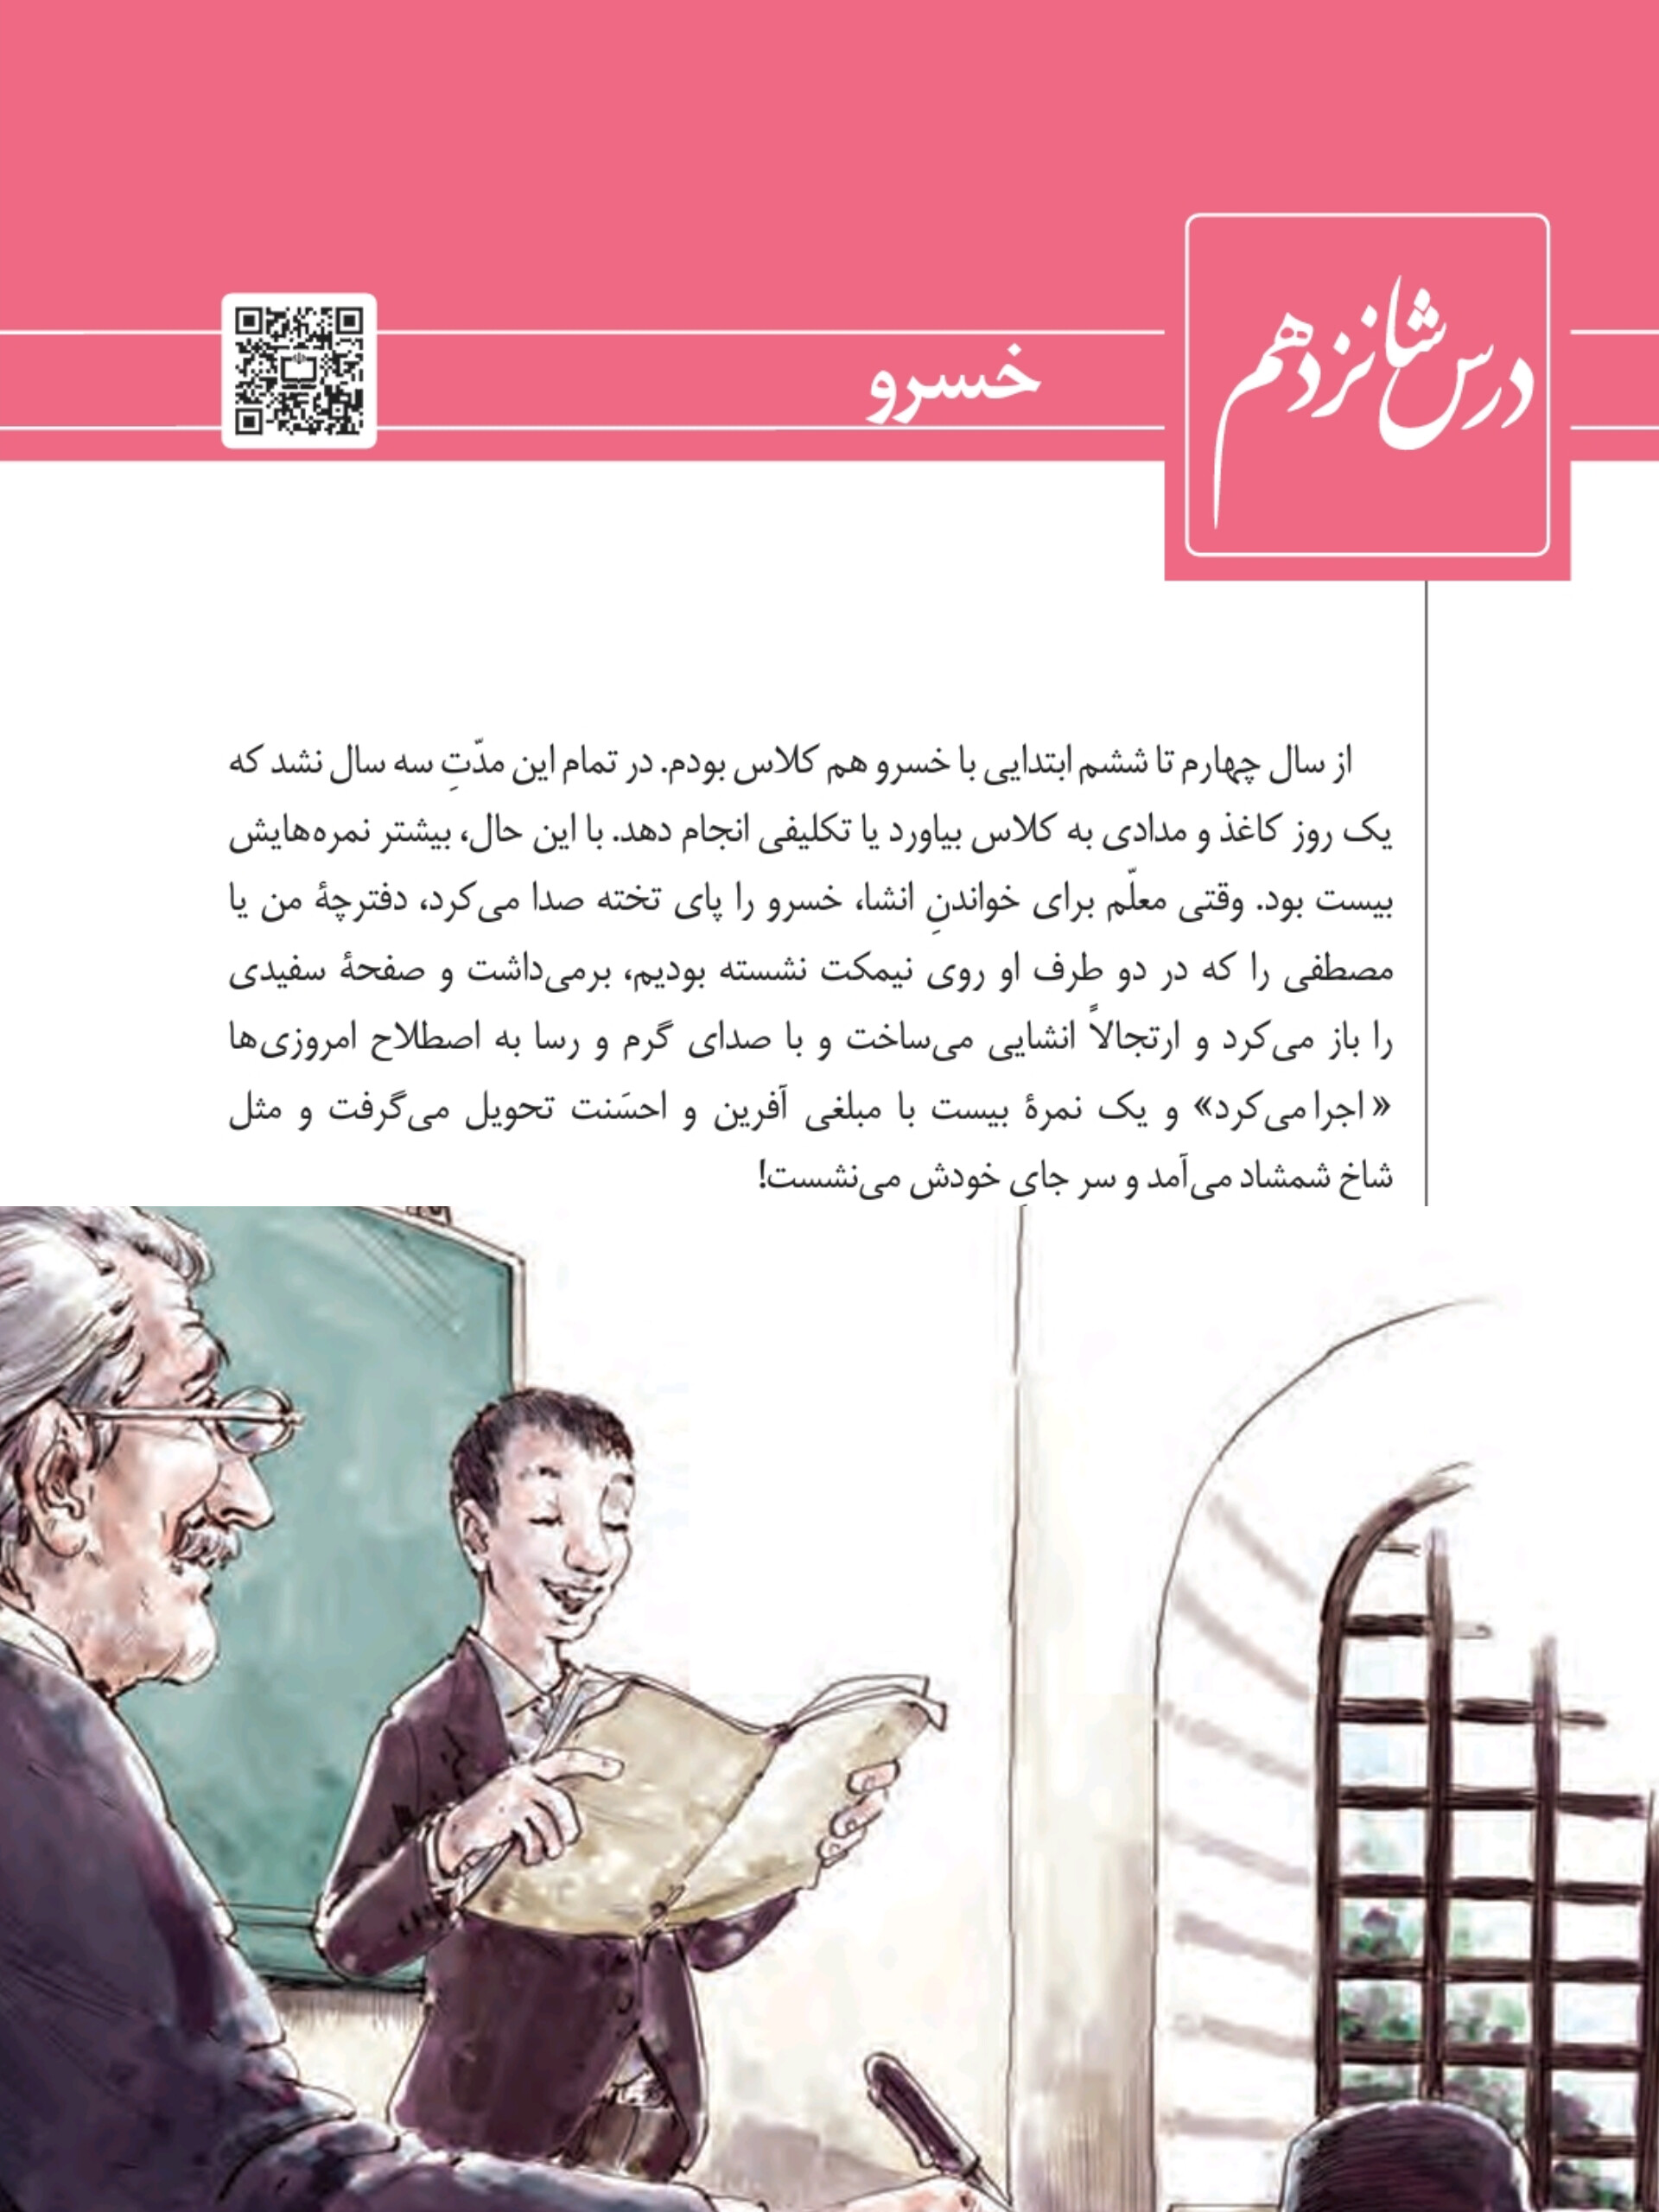 درس شانزدهم
خسرو
از سال چهارم تا ششم ابتدایی با خسرو هم کلاس بودم. در تمام این مدّتِ سه سال نشد که
یک روز کاغذ و مدادی به کلاس بیاورد یا تکلیفی انجام دهد. با این حال، بیشتر نمره‌هایش
بیست بود. وقتی معلّم برای خواندنِ انشا، خسرو را پای تخته صدا می‌کرد، دفترچهٔ من یا
مصطفی را که در دو طرف او روی نیمکت نشسته بودیم، برمی‌داشت و صفحهٔ سفیدی
را باز می‌کرد و ارتجالاً انشایی می‌ساخت و با صدای گرم و رسا به اصطلاح امروزی‌ها
«اجرا می‌کرد» و یک نمرهٔ بیست با مبلغی آفرین و احسَنت تحویل می‌گرفت و مثل
شاخ شمشاد می‌آمد و سر جایِ خودش می‌نشست!